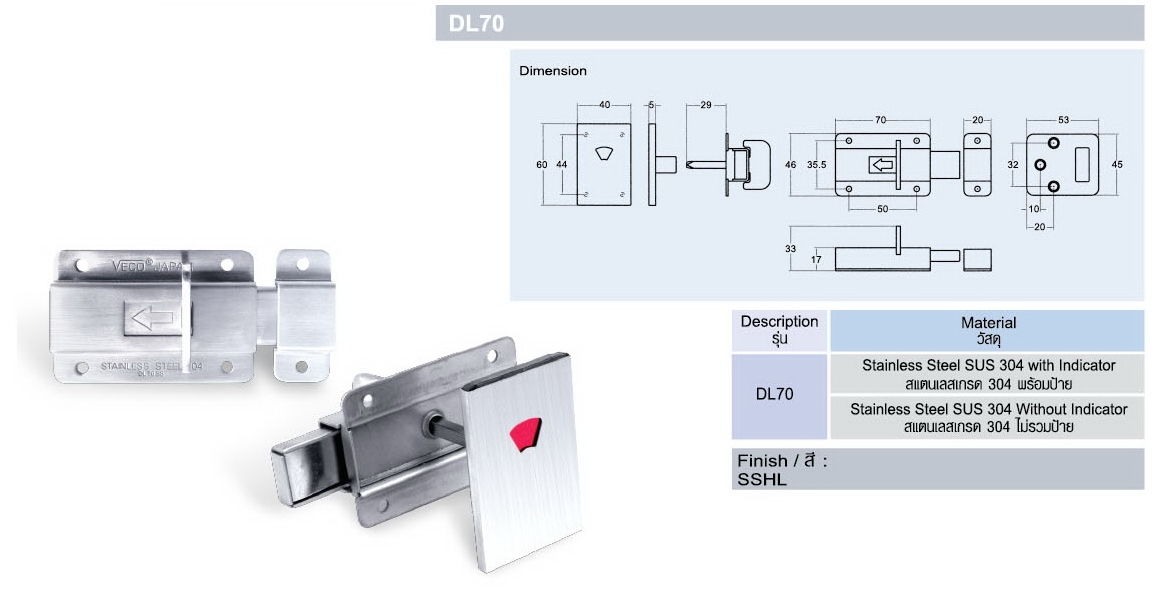 DL70
Dimension
40
5
29
70
20
53
60
44
46
35.5
32
45
50
10
20
33
17
VECO® JAPAN
STAINLESS STEEL 304
Description
รุ่น
Material
วัสดุ
DL70
Stainless Steel SUS 304 with Indicator
สแตนเลสเกรด 304 พร้อมป้าย
Stainless Steel SUS 304 Without Indicator
สแตนเลสเกรด 304 ไม่รวมป้าย
Finish / สี :
SSHL